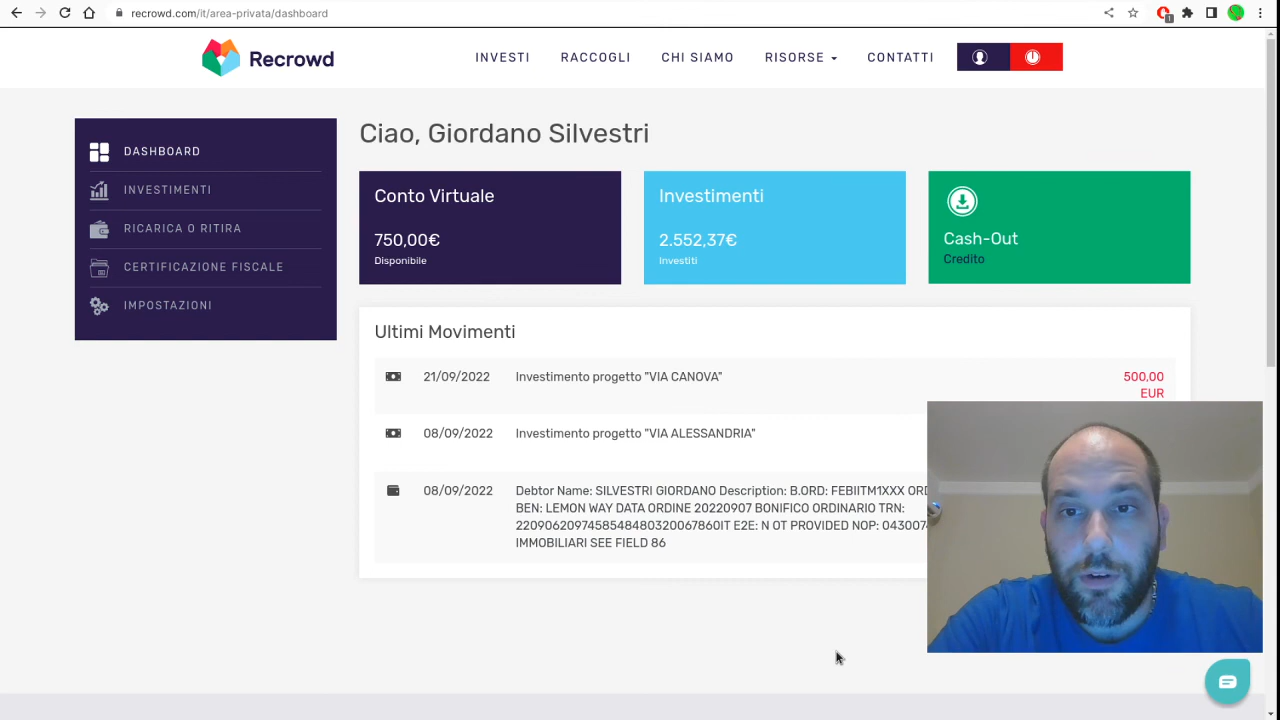 recrowd.com/it/area-privata/dashboard
1
Recrowd
INVESTI
RACCOGLI
CHI SIAMO
RISORSE
CONTATTI
DASHBOARD
INVESTIMENTI
RICARICA O RITIRA
CERTIFICAZIONE FISCALE
IMPOSTAZIONI
Ciao, Giordano Silvestri
Conto Virtuale
750,00€
Disponibile
Investimenti
2.552,37€
Investiti
Cash-Out
Credito
Ultimi Movimenti
21/09/2022 Investimento progetto "VIA CANOVA" 500,00
EUR
08/09/2022 Investimento progetto "VIA ALESSANDRIA"
08/09/2022 Debtor Name: SILVESTRI GIORDANO Description: B.ORD: FEBIITM1XXX ORD
BEN: LEMON WAY DATA ORDINE 20220907 BONIFICO ORDINARIO TRN:
2209062097458548480320067860IT E2E: N OT PROVIDED NOP: 04300
IMMOBILIARI SEE FIELD 86